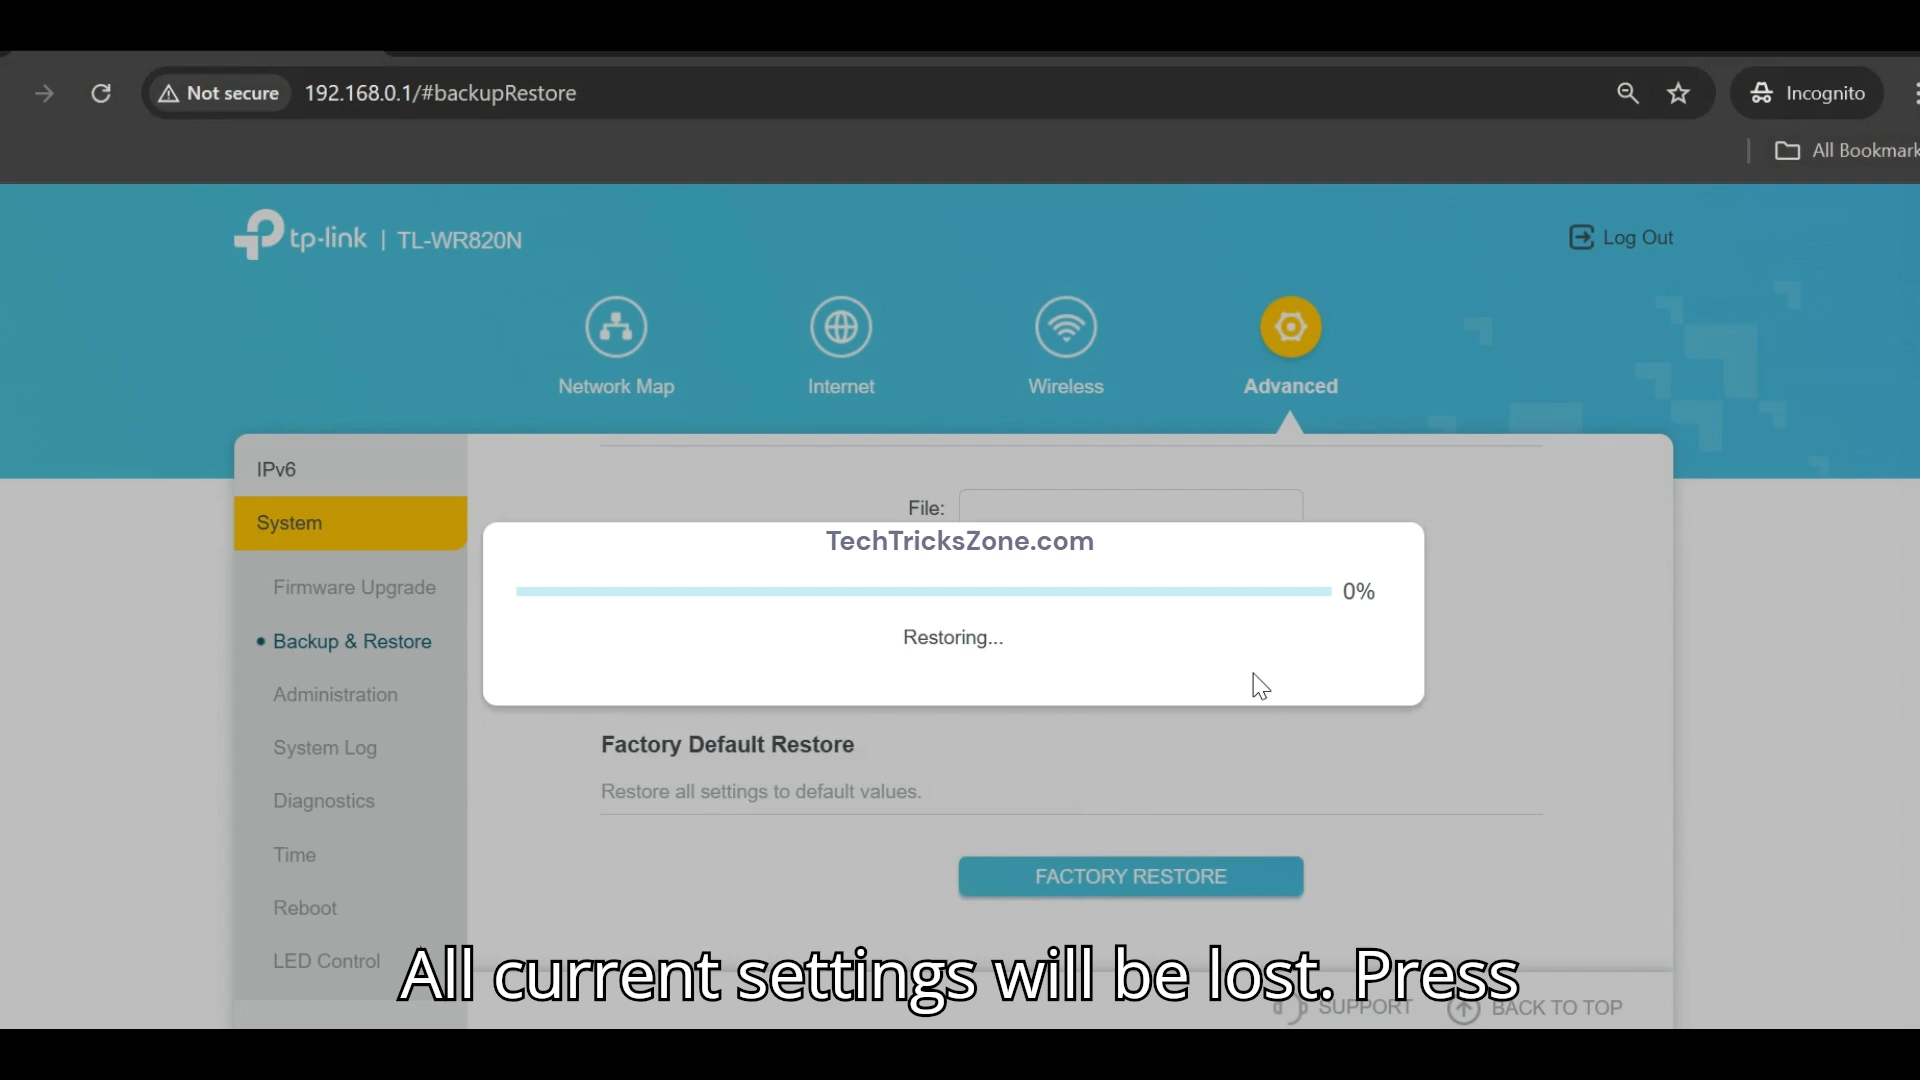 Not secure 192.168.0.1/#backupRestore Incognito
All Bookmark
tp-link | TL-WR820N Log Out
Network Map Internet Wireless Advanced
IPv6
System
Firmware Upgrade
Backup & Restore
Administration
System Log
Diagnostics
Time
Reboot
LED Control
File:
TechTricksZone.com
0%
Restoring...
Factory Default Restore
Restore all settings to default values.
FACTORY RESTORE
All current settings will be lost. Press
SUPPORT BACK TO TOP